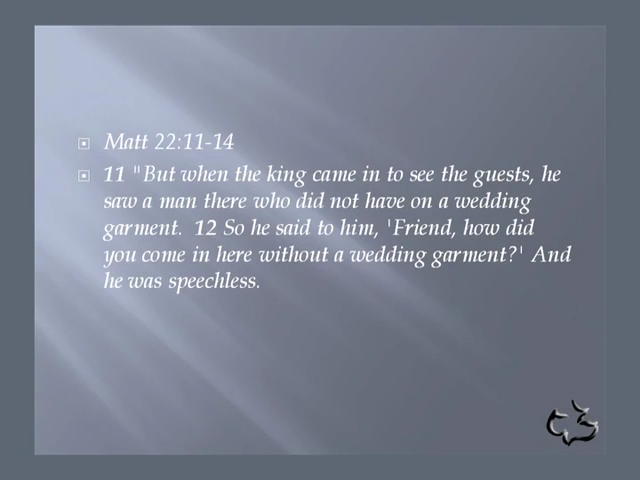 Matt 22:11-14
11 "But when the king came in to see the guests, he
saw a man there who did not have on a wedding
garment. 12 So he said to him, 'Friend, how did
you come in here without a wedding garment?' And
he was speechless.